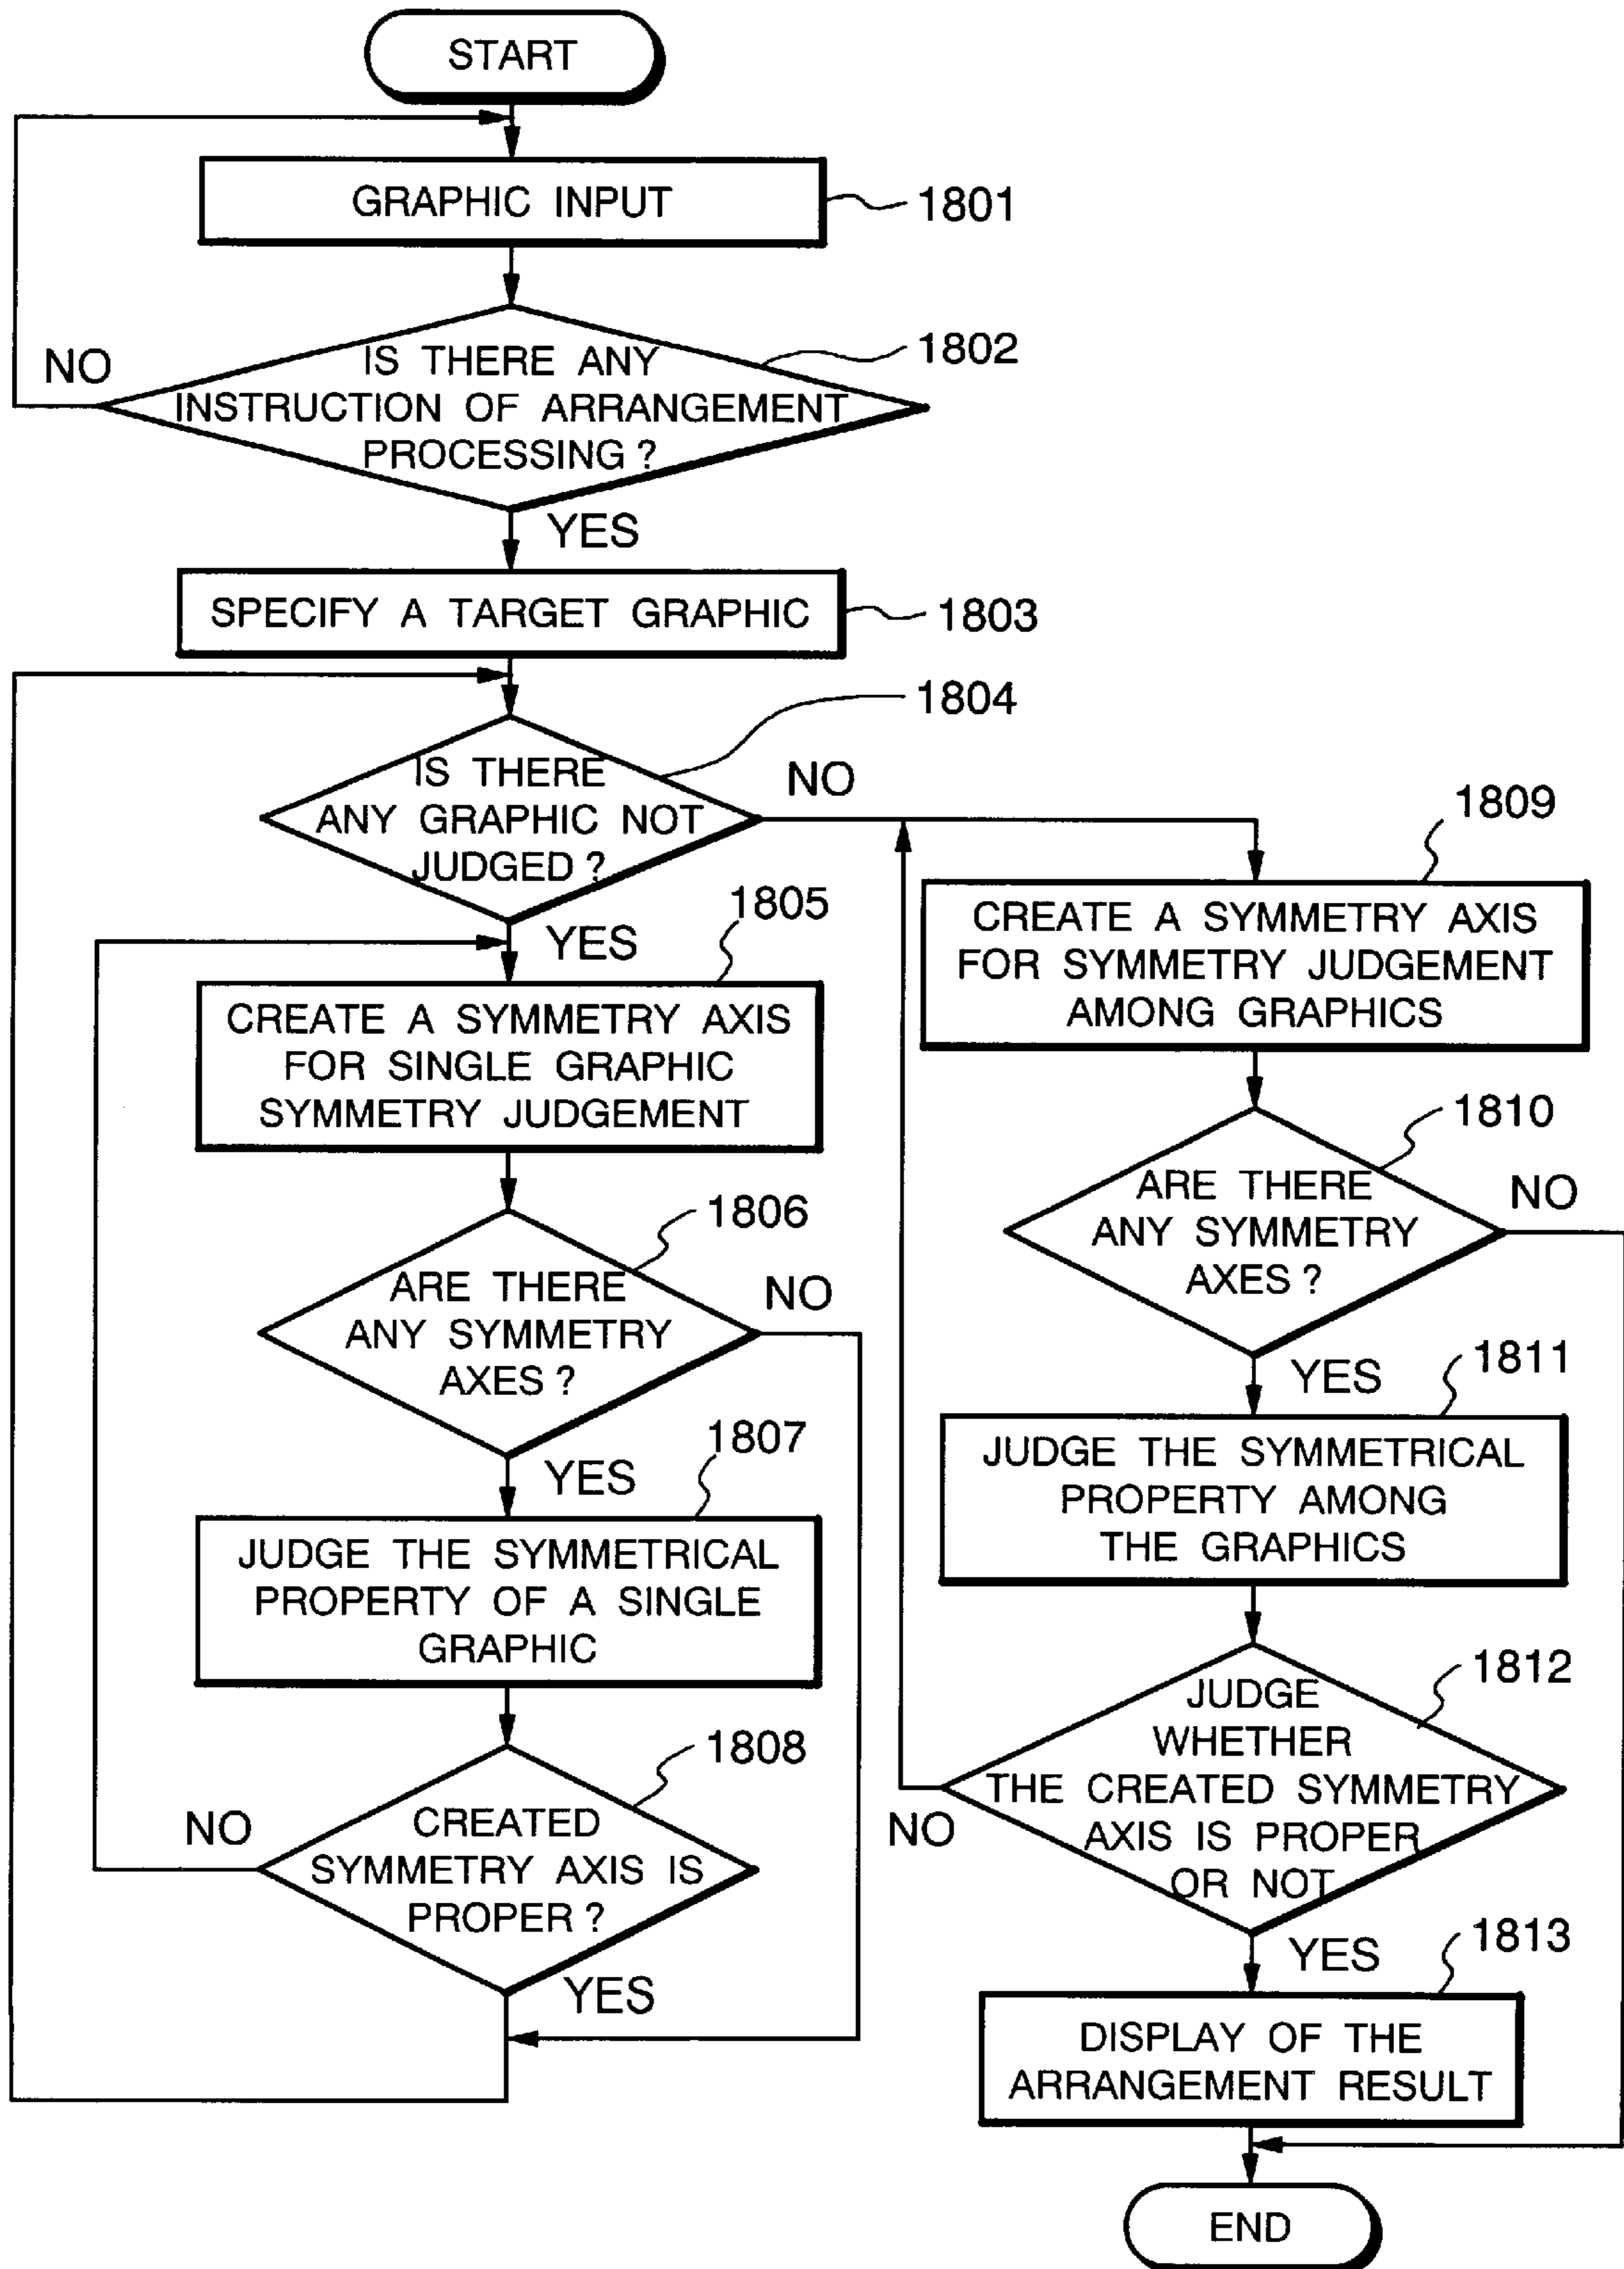 START
GRAPHIC INPUT
1801
IS THERE ANY
INSTRUCTION OF ARRANGEMENT
PROCESSING ?
1802
NO
YES
SPECIFY A TARGET GRAPHIC
1803
IS THERE
ANY GRAPHIC NOT
JUDGED ?
1804
NO
YES
1805
CREATE A SYMMETRY AXIS
FOR SINGLE GRAPHIC
SYMMETRY JUDGEMENT
1806
ARE THERE
ANY SYMMETRY
AXES ?
NO
YES
1807
JUDGE THE SYMMETRICAL
PROPERTY OF A SINGLE
GRAPHIC
1808
CREATED
SYMMETRY AXIS IS
PROPER ?
NO
YES
1809
CREATE A SYMMETRY AXIS
FOR SYMMETRY JUDGEMENT
AMONG GRAPHICS
1810
ARE THERE
ANY SYMMETRY
AXES ?
NO
YES
1811
JUDGE THE SYMMETRICAL
PROPERTY AMONG
THE GRAPHICS
1812
JUDGE
WHETHER
THE CREATED SYMMETRY
AXIS IS PROPER
OR NOT
NO
YES
1813
DISPLAY OF THE
ARRANGEMENT RESULT
END